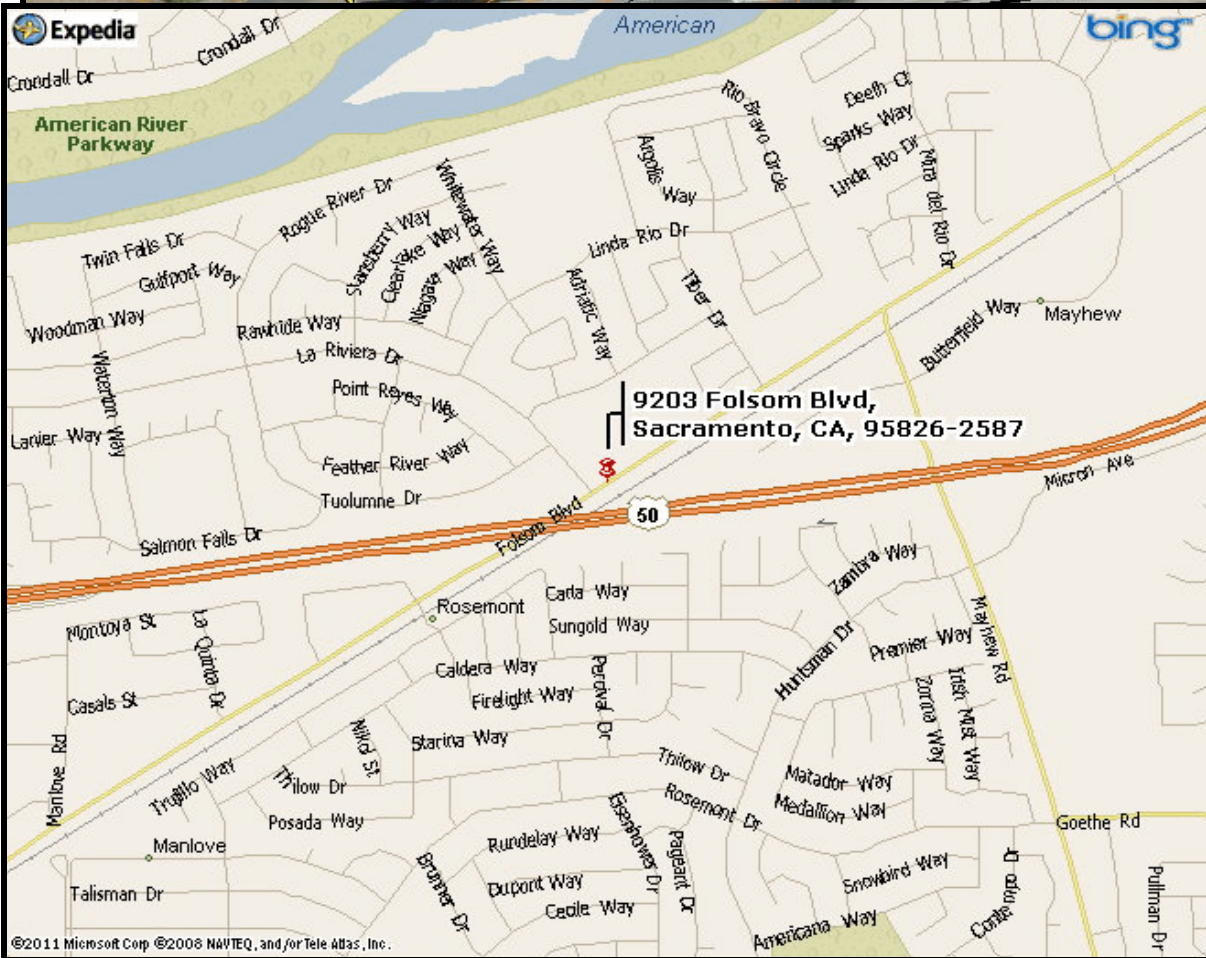 Expedia
Crondall Dr
American
bing
Crondall Dr
Deeth Ct
Rio Bravo Circle
American River
Parkway
Sparks Way
Argolis Way
Linda Rio Dr
Mira del Rio Dr
Whitewater Way
Rogue River Dr
Stansberry Way
Clearlake Way
Niagara Way
Linda Rio Dr
Twin Falls Dr
Gulfport Way
Adriatic Way
Tiber Dr
Woodman Way
Rawhide Way
Butterfield Way
Mayhew
La Riviera Dr
Waterton Way
Point Reyes Wy
9203 Folsom Blvd,
Sacramento, CA, 95826-2587
Lanier Way
Feather River Way
Micron Ave
Tuolumne Dr
50
Folsom Blvd
Salmon Falls Dr
Zambra Way
Carla Way
Rosemont
Montoya St
La Quinta Dr
Sungold Way
Mayhew Rd
Huntsman Dr
Premier Way
Caldera Way
Percival Dr
Firelight Way
Casals St
Zorina Way
Irish Mist Way
Nikol St
Starina Way
Manlove Rd
Trujillo Way
Thilow Dr
Thilow Dr
Matador Way
Rosemont Dr
Medallion Way
Posada Way
Eisenhower Dr
Goethe Rd
Rundelay Way
Pageant Dr
Manlove
Brunner Dr
Snowbird Way
Talisman Dr
Dupont Way
Cecile Way
Pullman Dr
Americana Way
©2011 Microsoft Corp ©2008 NAVTEQ, and/or Tele Atlas, Inc.